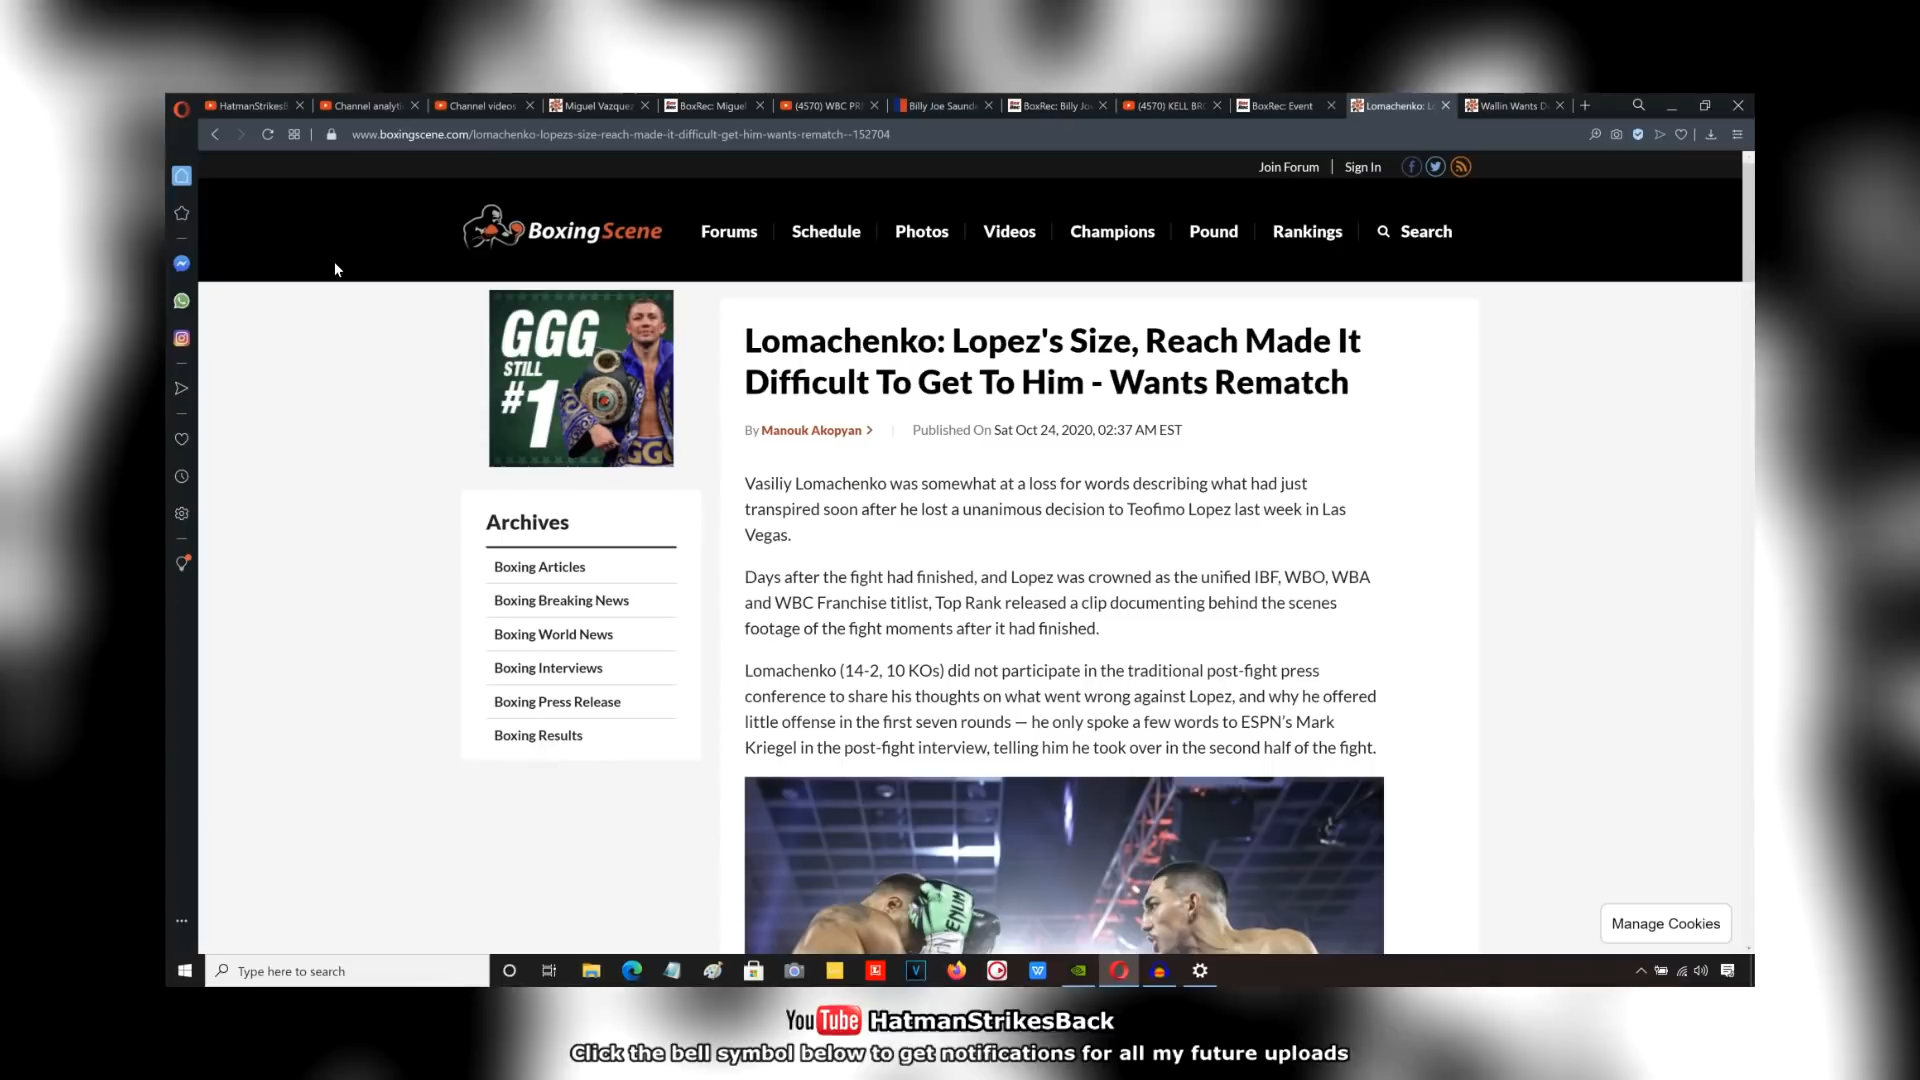 HatmanStrikesB
Channel analyti
Channel videos
Miguel Vazque
BoxRec: Miguel
(4570) WBC PR
Billy Joe Saund
BoxRec: Billy Jo
(4570) KELL BR
BoxRec: Event
Lomachenko: L
Wallin Wants D
www.boxingscene.com/lomachenko-lopezs-size-reach-made-it-difficult-get-him-wants-rematch--152704
Join Forum | Sign In
BoxingScene
Forums
Schedule
Photos
Videos
Champions
Pound
Rankings
Search
GGG
STILL
#1
GGG
Lomachenko: Lopez's Size, Reach Made It
Difficult To Get To Him - Wants Rematch
By Manouk Akopyan > Published On Sat Oct 24, 2020, 02:37 AM EST
Vasiliy Lomachenko was somewhat at a loss for words describing what had just
transpired soon after he lost a unanimous decision to Teofimo Lopez last week in Las
Vegas.
Days after the fight had finished, and Lopez was crowned as the unified IBF, WBO, WBA
and WBC Franchise titlist, Top Rank released a clip documenting behind the scenes
footage of the fight moments after it had finished.
Lomachenko (14-2, 10 KOs) did not participate in the traditional post-fight press
conference to share his thoughts on what went wrong against Lopez, and why he offered
little offense in the first seven rounds — he only spoke a few words to ESPN’s Mark
Kriegel in the post-fight interview, telling him he took over in the second half of the fight.
Archives
Boxing Articles
Boxing Breaking News
Boxing World News
Boxing Interviews
Boxing Press Release
Boxing Results
VENUM
Manage Cookies
Type here to search
YouTube HatmanStrikesBack
Click the bell symbol below to get notifications for all my future uploads